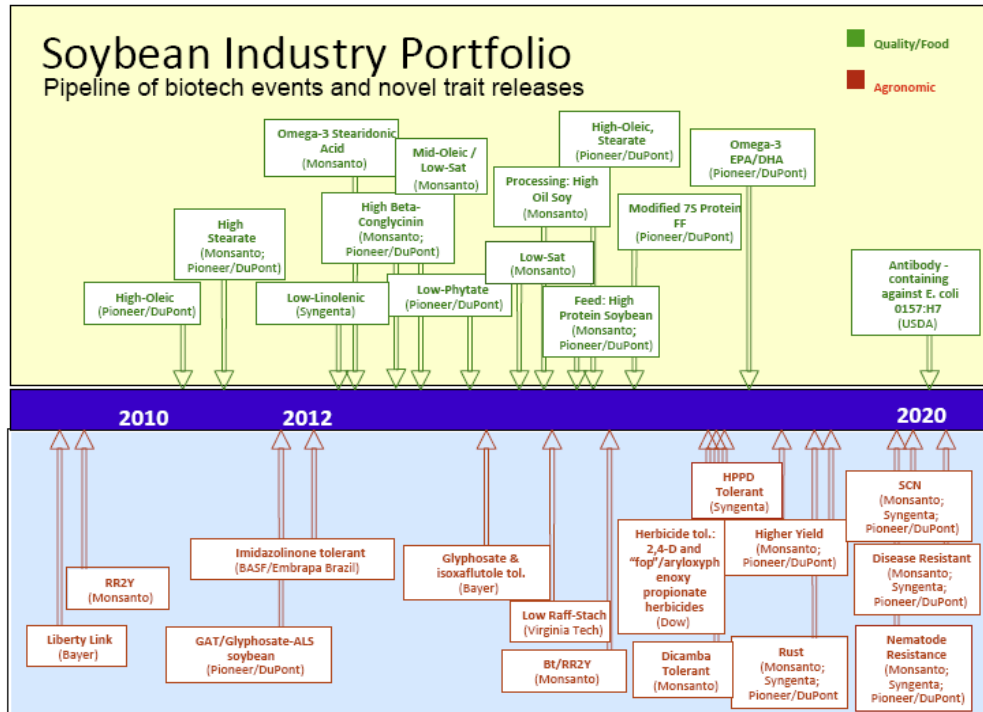 Soybean Industry Portfolio
Pipeline of biotech events and novel trait releases
Quality/Food
Agronomic
Omega-3 Stearidonic
Acid
(Monsanto)
Mid-Oleic /
Low-Sat
(Monsanto)
High-Oleic,
Stearate
(Pioneer/DuPont)
Omega-3
EPA/DHA
(Pioneer/DuPont)
Processing: High
Oil Soy
(Monsanto)
High Beta-
Conglycinin
(Monsanto;
Pioneer/DuPont)
Modified 7S Protein
FF
(Pioneer/DuPont)
High
Stearate
(Monsanto;
Pioneer/DuPont)
Low-Sat
(Monsanto)
Antibody -
containing
against E. coli
0157:H7
(USDA)
High-Oleic
(Pioneer/DuPont)
Low-Linolenic
(Syngenta)
Low-Phytate
(Pioneer/DuPont)
Feed: High
Protein Soybean
(Monsanto;
Pioneer/DuPont)
2010
2012
2020
HPPD
Tolerant
(Syngenta)
SCN
(Monsanto;
Syngenta;
Pioneer/DuPont)
Imidazolinone tolerant
(BASF/Embrapa Brazil)
Glyphosate &
isoxaflutole tol.
(Bayer)
Herbicide tol.:
2,4-D and
"fop"/aryloxyph
enoxy
propionate
herbicides
(Dow)
Higher Yield
(Monsanto;
Pioneer/DuPont)
Disease Resistant
(Monsanto;
Syngenta;
Pioneer/DuPont)
RR2Y
(Monsanto)
Low Raff-Stach
(Virginia Tech)
Liberty Link
(Bayer)
GAT/Glyphosate-ALS
soybean
(Pioneer/DuPont)
Bt/RR2Y
(Monsanto)
Dicamba
Tolerant
(Monsanto)
Rust
(Monsanto;
Syngenta;
Pioneer/DuPont
Nematode
Resistance
(Monsanto;
Syngenta;
Pioneer/DuPont)